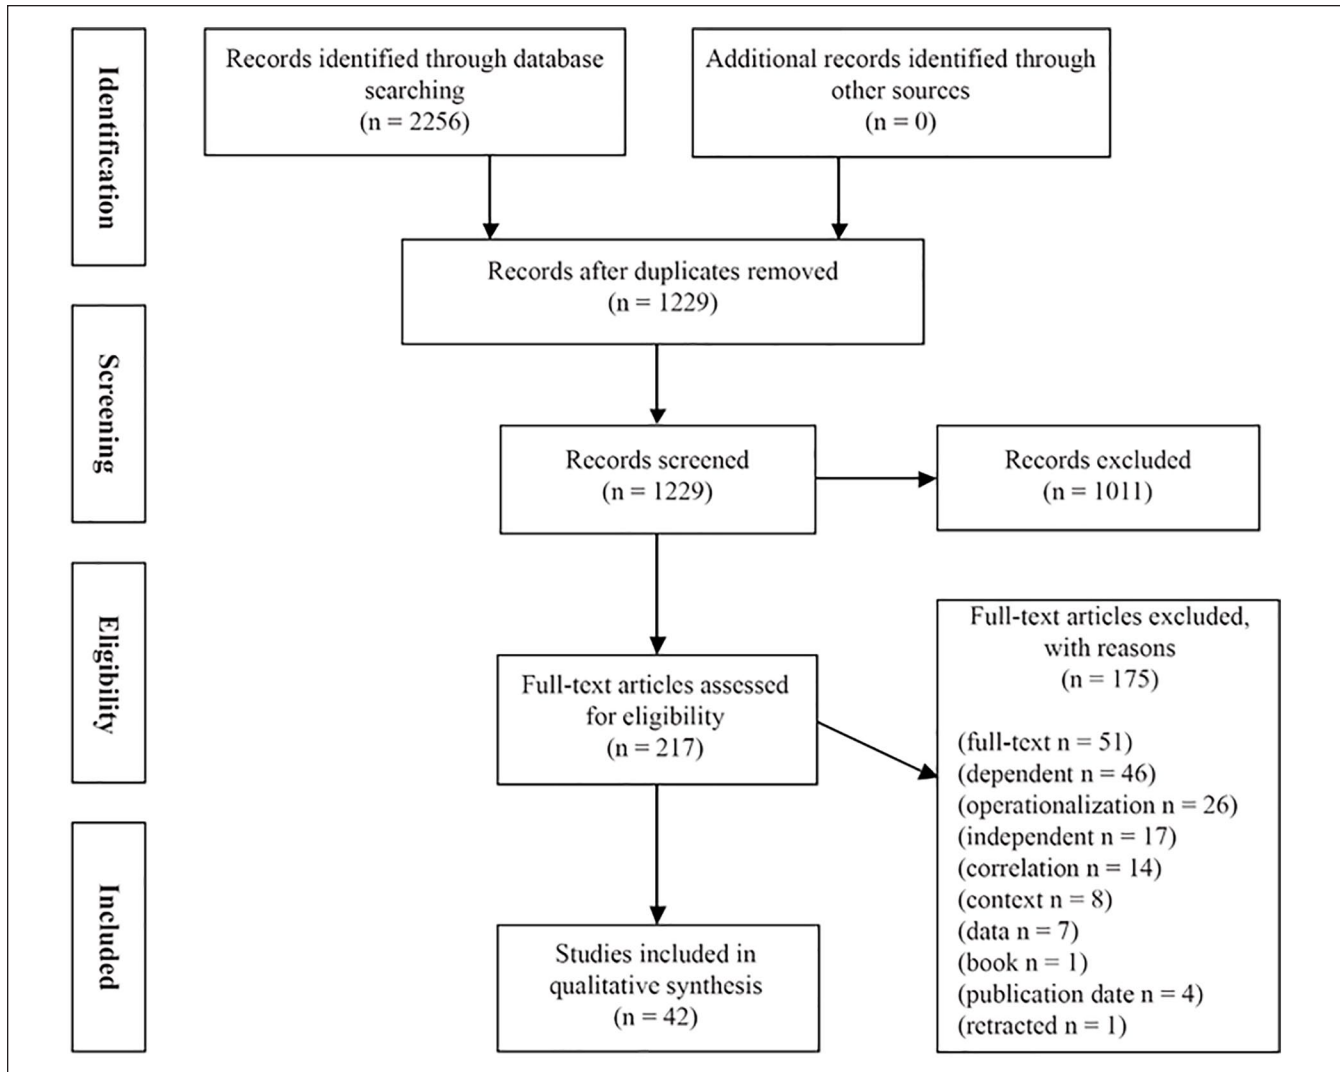 Identification
Records identified through database
searching
(n = 2256)
Additional records identified through
other sources
(n = 0)
Records after duplicates removed
(n = 1229)
Screening
Records screened
(n = 1229)
Records excluded
(n = 1011)
Eligibility
Full-text articles assessed
for eligibility
(n = 217)
Full-text articles excluded,
with reasons
(n = 175)
(full-text n = 51)
(dependent n = 46)
(operationalization n = 26)
(independent n = 17)
(correlation n = 14)
(context n = 8)
(data n = 7)
(book n = 1)
(publication date n = 4)
(retracted n = 1)
Included
Studies included in
qualitative synthesis
(n = 42)